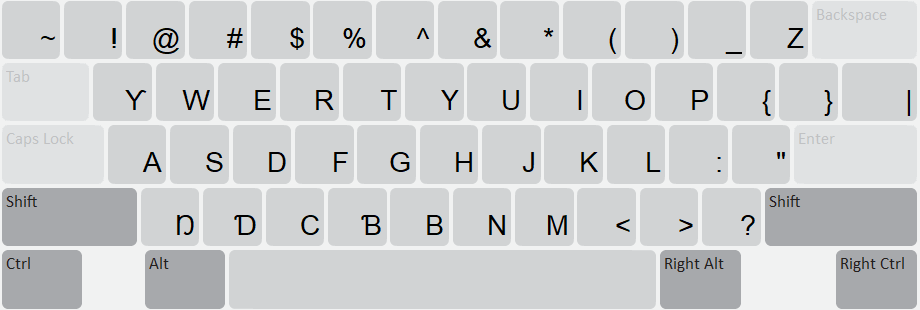 ~ ! @ # $ % ^ & * ( ) _ Z Backspace
Tab Ƴ W E R T Y U I O P { } |
Caps Lock A S D F G H J K L : " Enter
Shift Ŋ Ɗ C Ɓ B N M < > ? Shift
Ctrl Alt Right Alt Right Ctrl